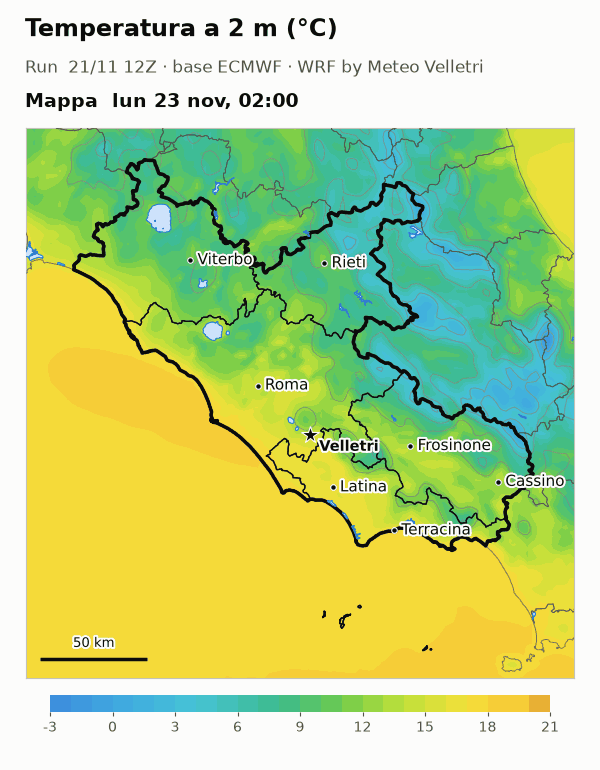 Temperatura a 2 m (°C)
Run  21/11 12Z · base ECMWF · WRF by Meteo Velletri
Mappa  lun 23 nov, 02:00
Viterbo
Rieti
Roma
Velletri
Frosinone
Cassino
Latina
Terracina
50 km
-3 0 3 6 9 12 15 18 21